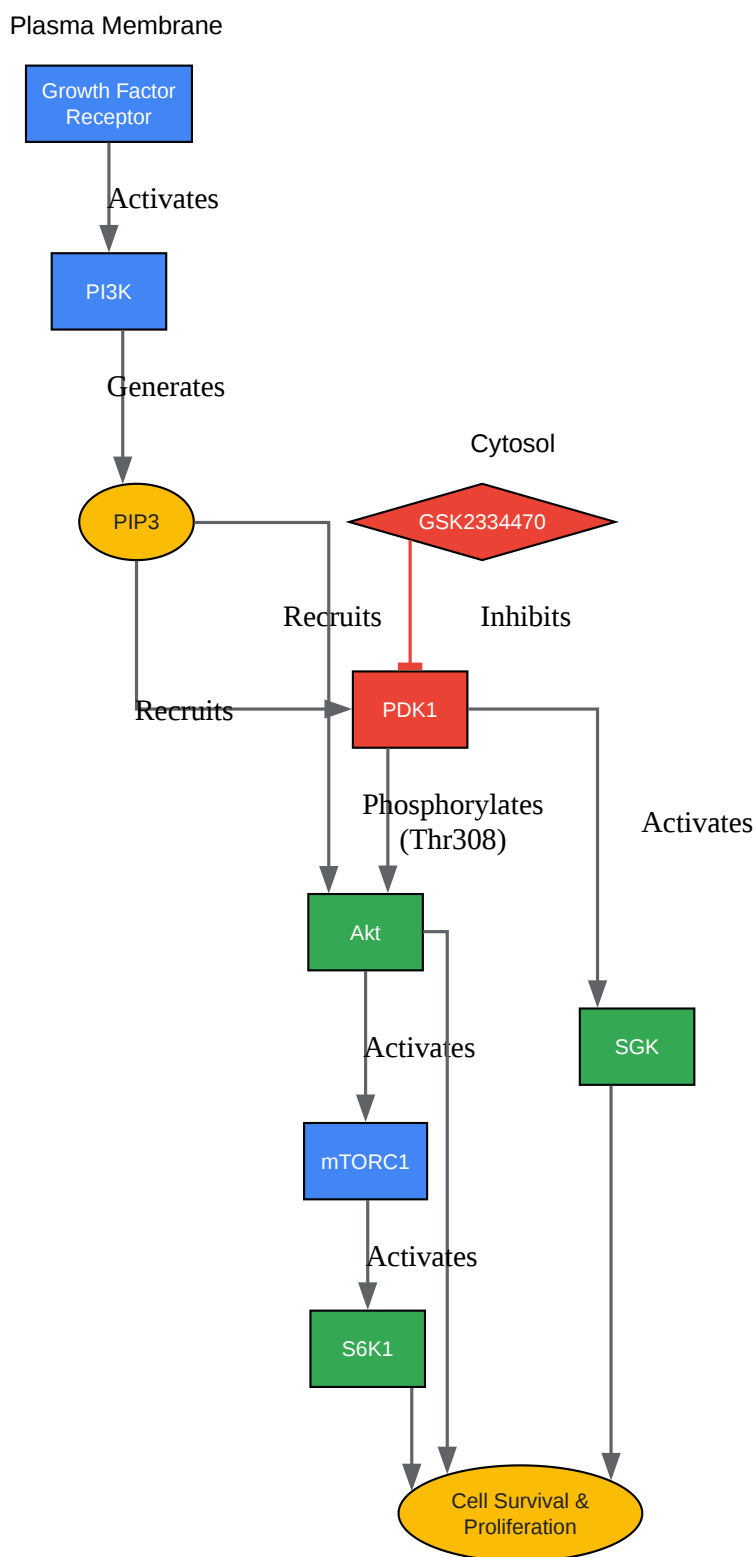 Plasma Membrane
Growth Factor
Receptor
Activates
PI3K
Generates
Cytosol
PIP3
GSK2334470
Recruits
Inhibits
Recruits
PDK1
Phosphorylates
(Thr308)
Activates
Akt
Activates
SGK
mTORC1
Activates
S6K1
Cell Survival &
Proliferation